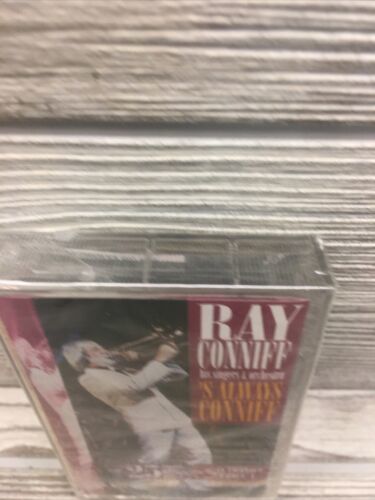 RAY
CONNIFF
his singers & orchestra
'S ALWAYS
CONNIFF